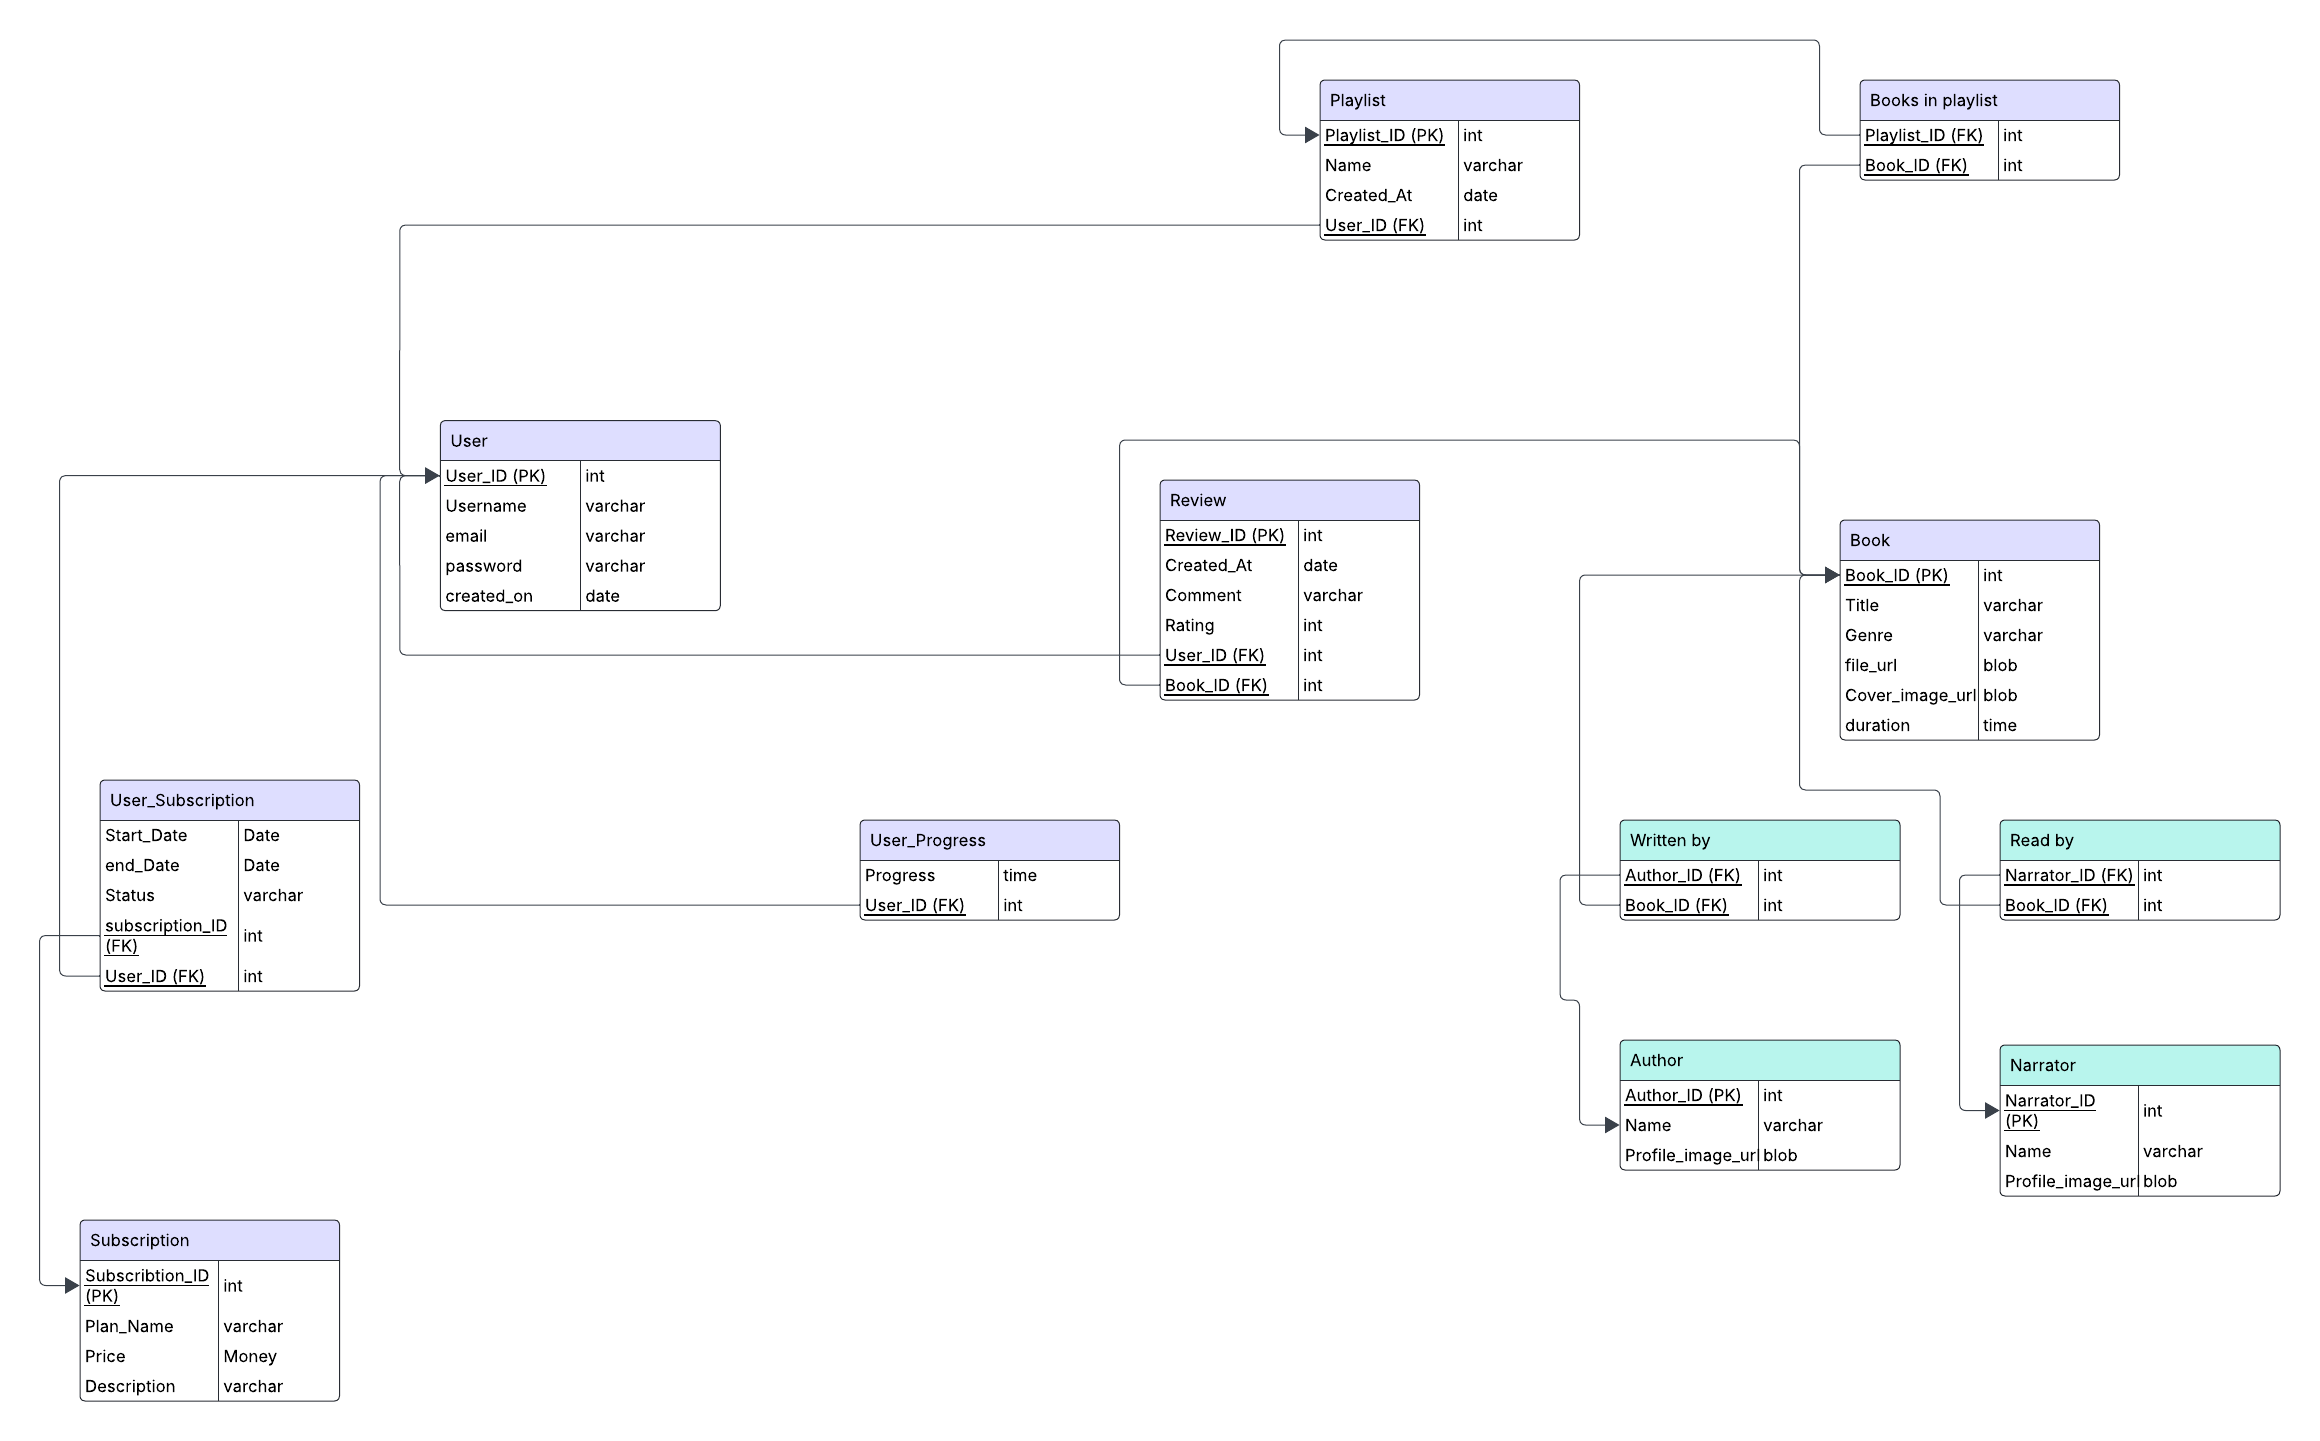 Playlist
Playlist_ID (PK) int
Name varchar
Created_At date
User_ID (FK) int
Books in playlist
Playlist_ID (FK) int
Book_ID (FK) int
User
User_ID (PK) int
Username varchar
email varchar
password varchar
created_on date
Review
Review_ID (PK) int
Created_At date
Comment varchar
Rating int
User_ID (FK) int
Book_ID (FK) int
Book
Book_ID (PK) int
Title varchar
Genre varchar
file_url blob
Cover_image_url blob
duration time
User_Subscription
Start_Date Date
end_Date Date
Status varchar
subscription_ID
(FK) int
User_ID (FK) int
User_Progress
Progress time
User_ID (FK) int
Written by
Author_ID (FK) int
Book_ID (FK) int
Read by
Narrator_ID (FK) int
Book_ID (FK) int
Author
Author_ID (PK) int
Name varchar
Profile_image_url blob
Narrator
Narrator_ID
(PK) int
Name varchar
Profile_image_url blob
Subscription
Subscribtion_ID
(PK) int
Plan_Name varchar
Price Money
Description varchar